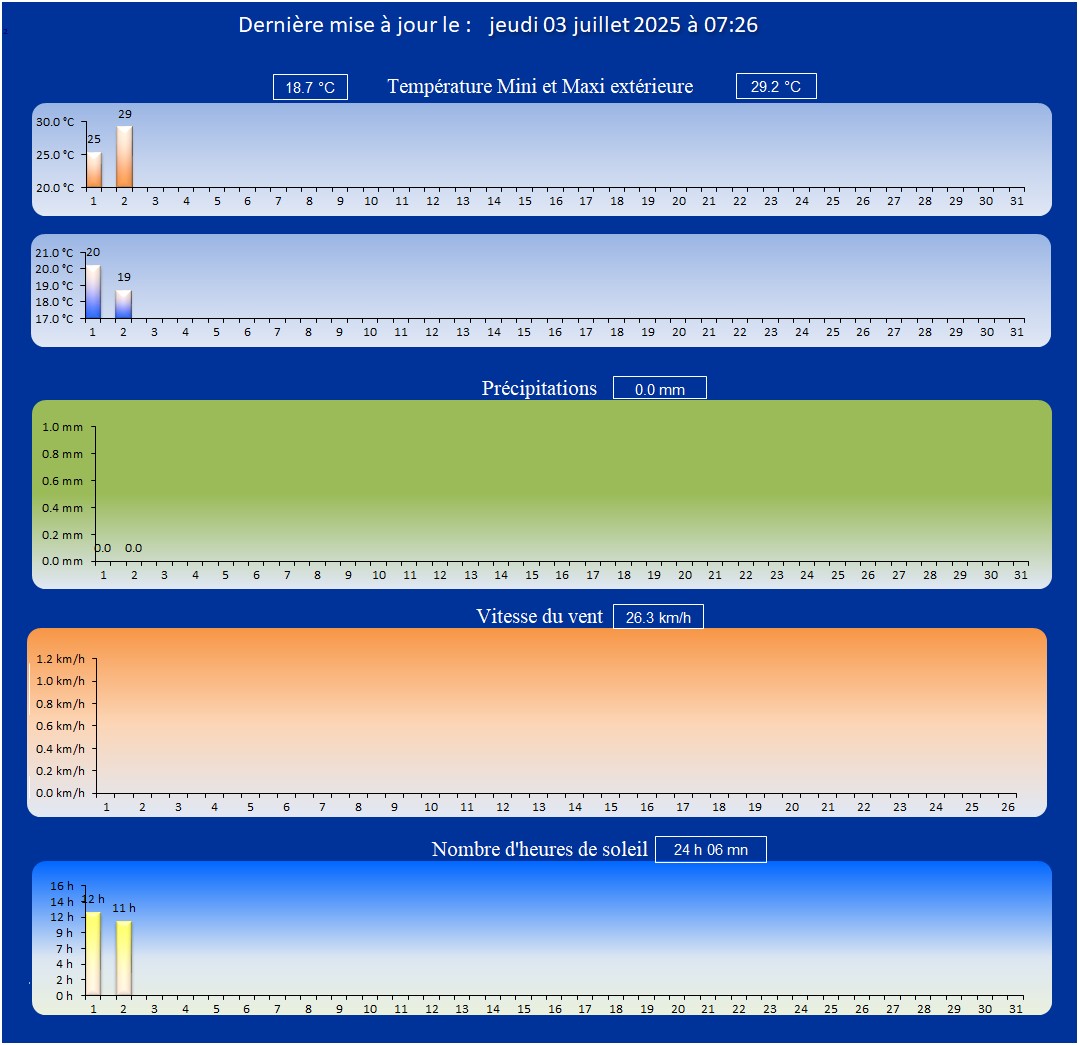 Dernière mise à jour le : jeudi 03 juillet 2025 à 07:26
18.7 °C Température Mini et Maxi extérieure 29.2 °C
30.0 °C
25.0 °C
20.0 °C
25 29
1 2 3 4 5 6 7 8 9 10 11 12 13 14 15 16 17 18 19 20 21 22 23 24 25 26 27 28 29 30 31
21.0 °C
20.0 °C
19.0 °C
18.0 °C
17.0 °C
20 19
1 2 3 4 5 6 7 8 9 10 11 12 13 14 15 16 17 18 19 20 21 22 23 24 25 26 27 28 29 30 31
Précipitations 0.0 mm
1.0 mm
0.8 mm
0.6 mm
0.4 mm
0.2 mm
0.0 mm
0.0 0.0
1 2 3 4 5 6 7 8 9 10 11 12 13 14 15 16 17 18 19 20 21 22 23 24 25 26 27 28 29 30 31
Vitesse du vent 26.3 km/h
1.2 km/h
1.0 km/h
0.8 km/h
0.6 km/h
0.4 km/h
0.2 km/h
0.0 km/h
1 2 3 4 5 6 7 8 9 10 11 12 13 14 15 16 17 18 19 20 21 22 23 24 25 26
Nombre d'heures de soleil 24 h 06 mn
16 h
14 h
12 h
9 h
7 h
4 h
2 h
0 h
12 h 11 h
1 2 3 4 5 6 7 8 9 10 11 12 13 14 15 16 17 18 19 20 21 22 23 24 25 26 27 28 29 30 31